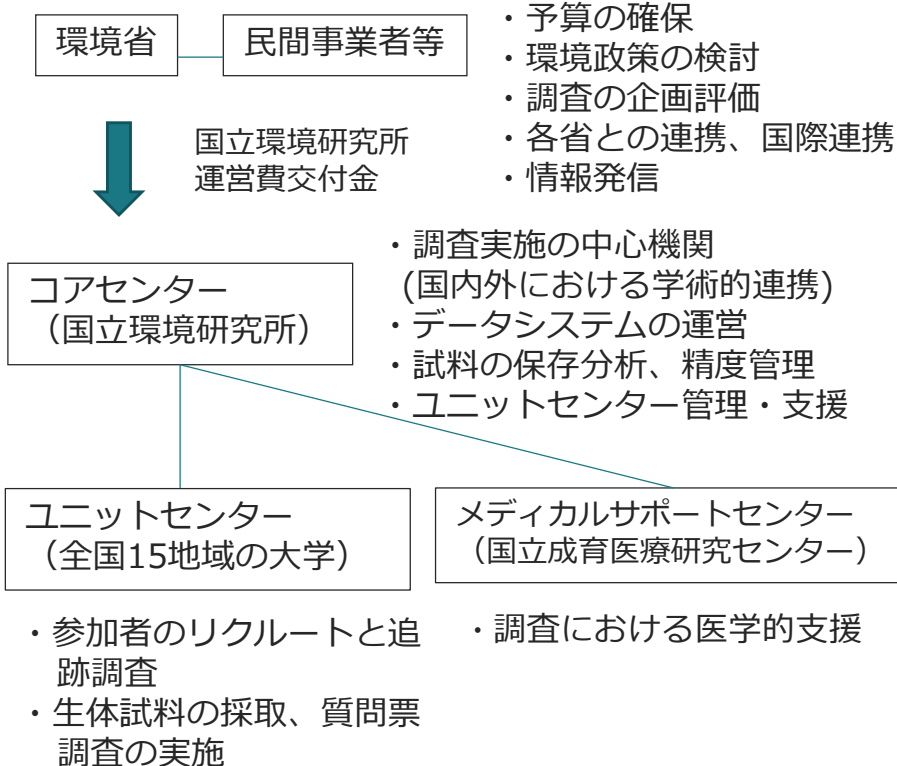 環境省
民間事業者等
・予算の確保
・環境政策の検討
・調査の企画評価
・各省との連携、国際連携
・情報発信
国立環境研究所
運営費交付金
コアセンター
（国立環境研究所）
・調査実施の中心機関
(国内外における学術的連携)
・データシステムの運営
・試料の保存分析、精度管理
・ユニットセンター管理・支援
ユニットセンター
（全国15地域の大学）
メディカルサポートセンター
（国立成育医療研究センター）
・参加者のリクルートと追
跡調査
・生体試料の採取、質問票
調査の実施
・調査における医学的支援